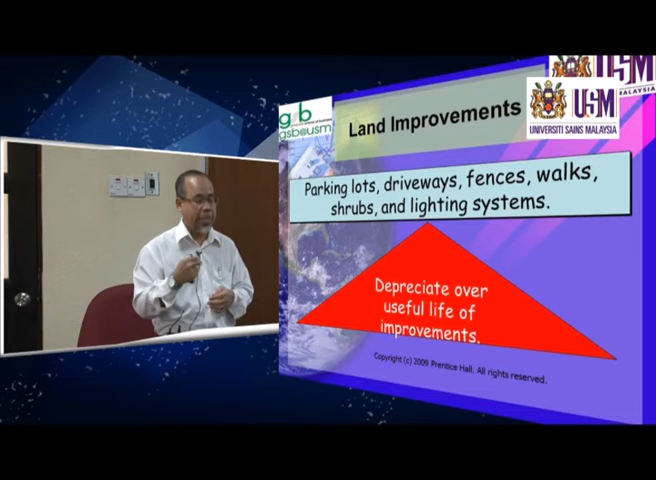 USM
MALAYSIA
USM
UNIVERSITI SAINS MALAYSIA
gsb
gsb@usm
Land Improvements
Parking lots, driveways, fences, walks,
shrubs, and lighting systems.
Depreciate over
useful life of
improvements.
Copyright (c) 2009 Prentice Hall. All rights reserved.